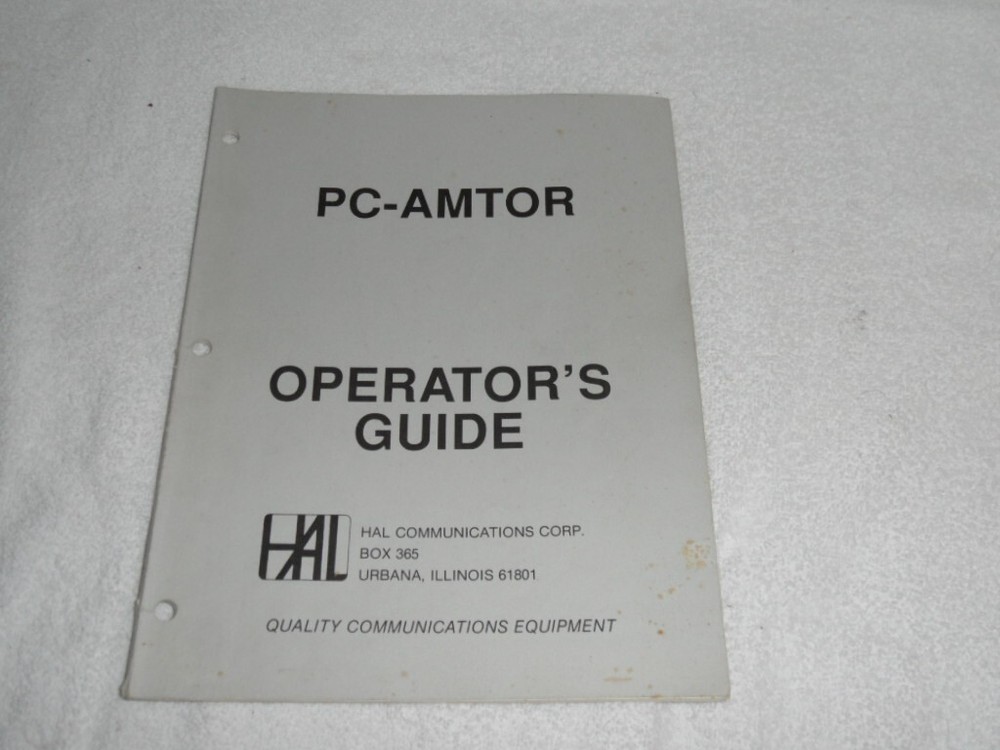 PC-AMTOR
OPERATOR'S
GUIDE
HAL
HAL COMMUNICATIONS CORP.
BOX 365
URBANA, ILLINOIS 61801
QUALITY COMMUNICATIONS EQUIPMENT